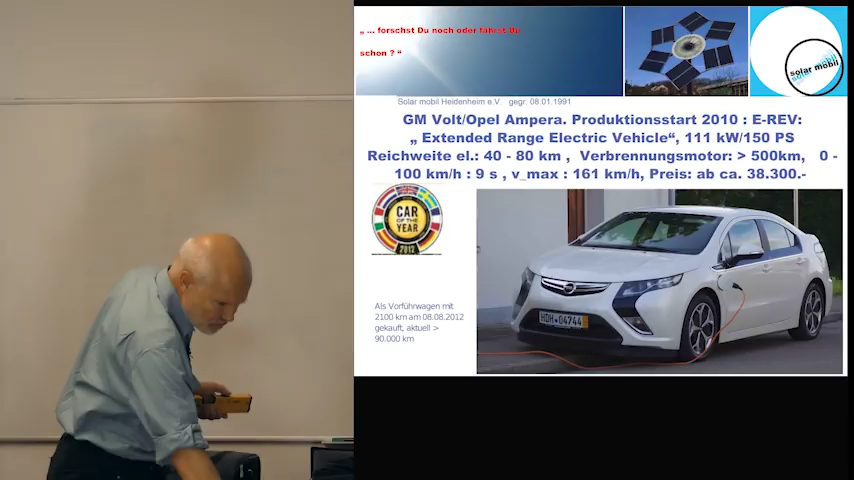 „ ... forschst Du noch oder fährst Du
schon ? “
solar mobil
Solar mobil Heidenheim e.V. gegr. 08.01.1991
GM Volt/Opel Ampera. Produktionsstart 2010 : E-REV:
„ Extended Range Electric Vehicle“, 111 kW/150 PS
Reichweite el.: 40 - 80 km , Verbrennungsmotor: > 500km, 0 -
100 km/h : 9 s , v_max : 161 km/h, Preis: ab ca. 38.300.-
CAR
OF THE
YEAR
2012
Als Vorführwagen mit
2100 km am 08.08.2012
gekauft, aktuell >
90.000 km
HDH 04744